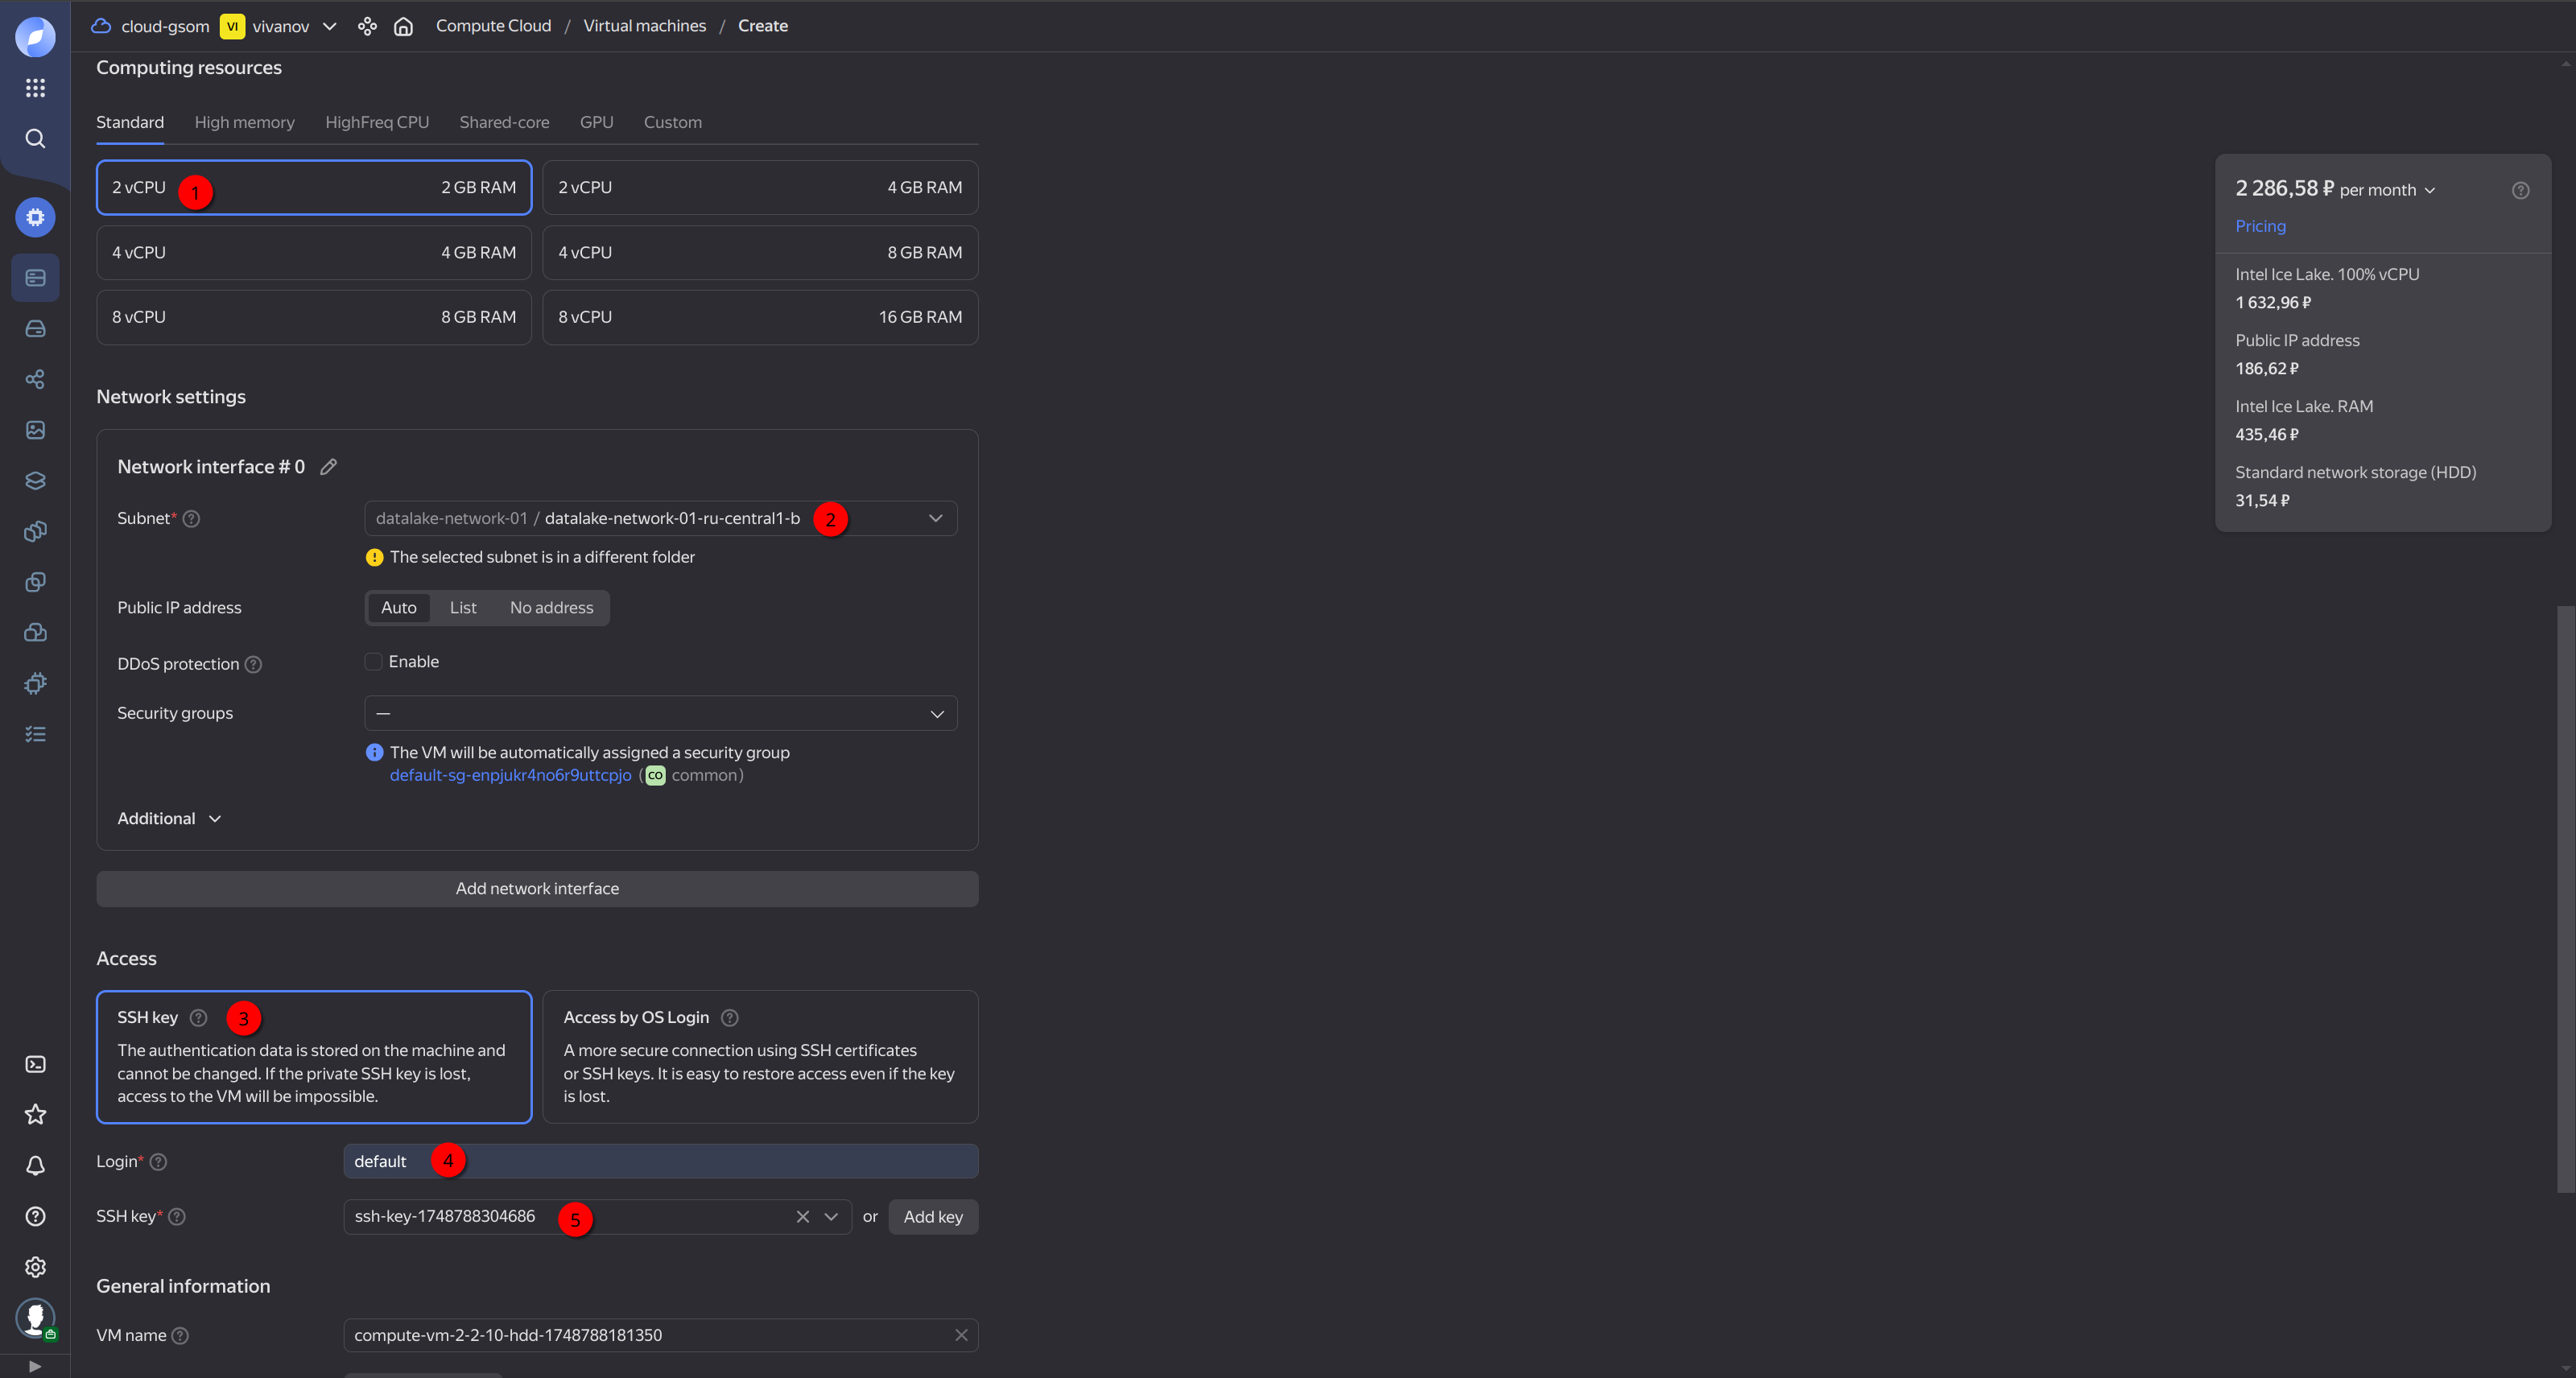 cloud-gsom VI vivanov Compute Cloud / Virtual machines / Create
Computing resources
Standard High memory HighFreq CPU Shared-core GPU Custom
2 vCPU 1 2 GB RAM 2 vCPU 4 GB RAM
4 vCPU 4 GB RAM 4 vCPU 8 GB RAM
8 vCPU 8 GB RAM 8 vCPU 16 GB RAM
Network settings
Network interface # 0
Subnet* datalake-network-01 / datalake-network-01-ru-central1-b 2
The selected subnet is in a different folder
Public IP address Auto List No address
DDoS protection Enable
Security groups —
The VM will be automatically assigned a security group
default-sg-enpjukr4no6r9uttcpjo (co common)
Additional
Add network interface
Access
SSH key 3
The authentication data is stored on the machine and
cannot be changed. If the private SSH key is lost,
access to the VM will be impossible.
Access by OS Login
A more secure connection using SSH certificates
or SSH keys. It is easy to restore access even if the key
is lost.
Login* default 4
SSH key* ssh-key-1748788304686 5 or Add key
General information
VM name compute-vm-2-2-10-hdd-1748788181350
2 286,58 ₽ per month
Pricing
Intel Ice Lake. 100% vCPU
1 632,96 ₽
Public IP address
186,62 ₽
Intel Ice Lake. RAM
435,46 ₽
Standard network storage (HDD)
31,54 ₽